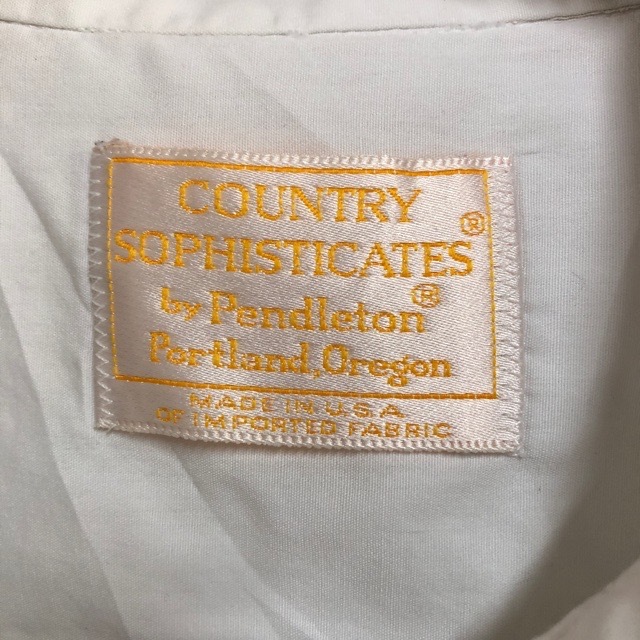 COUNTRY
SOPHISTICATES®
by Pendleton®
Portland, Oregon
MADE IN U.S.A.
OF IMPORTED FABRIC